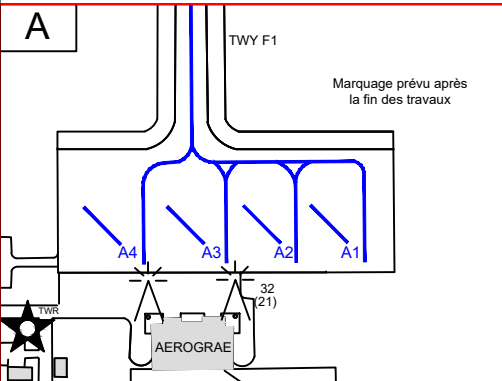 A
TWY F1
Marquage prévu après
la fin des travaux
A4
A3
A2
A1
32
(21)
TWR
AEROGRAE